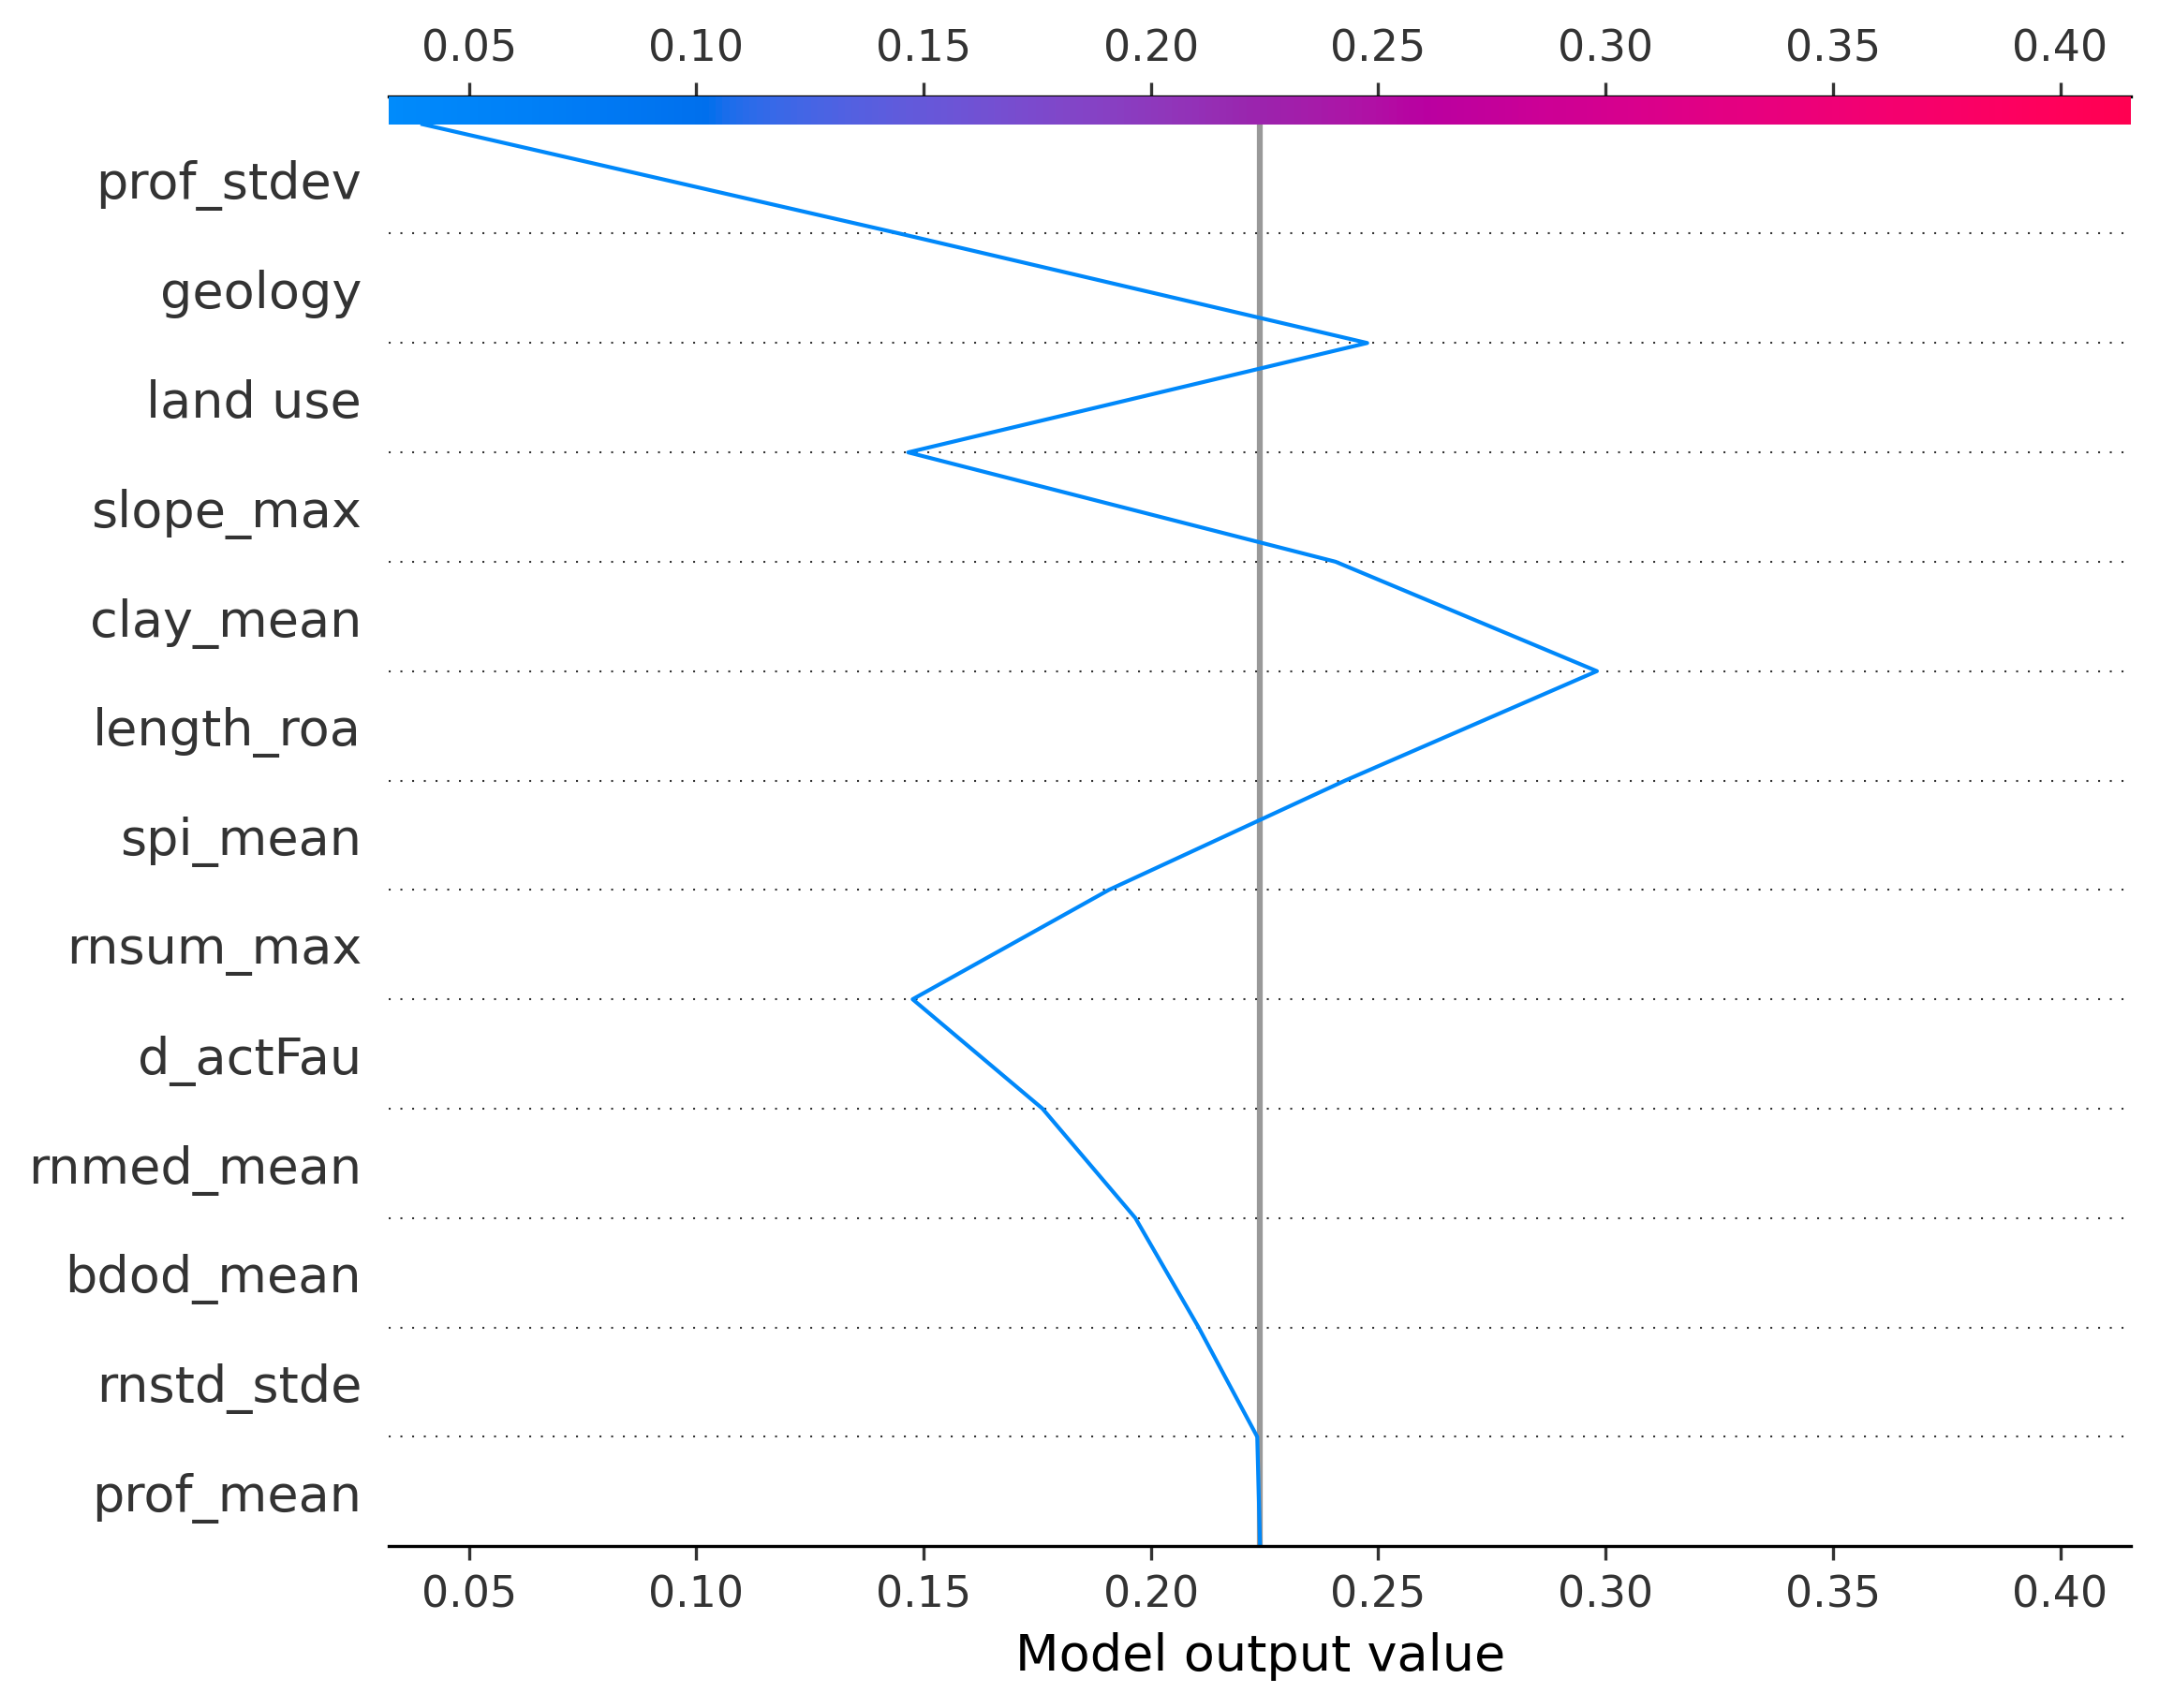 0.05 0.10 0.15 0.20 0.25 0.30 0.35 0.40
prof_stdev
geology
land use
slope_max
clay_mean
length_roa
spi_mean
rnsum_max
d_actFau
rnmed_mean
bdod_mean
rnstd_stde
prof_mean
0.05 0.10 0.15 0.20 0.25 0.30 0.35 0.40
Model output value